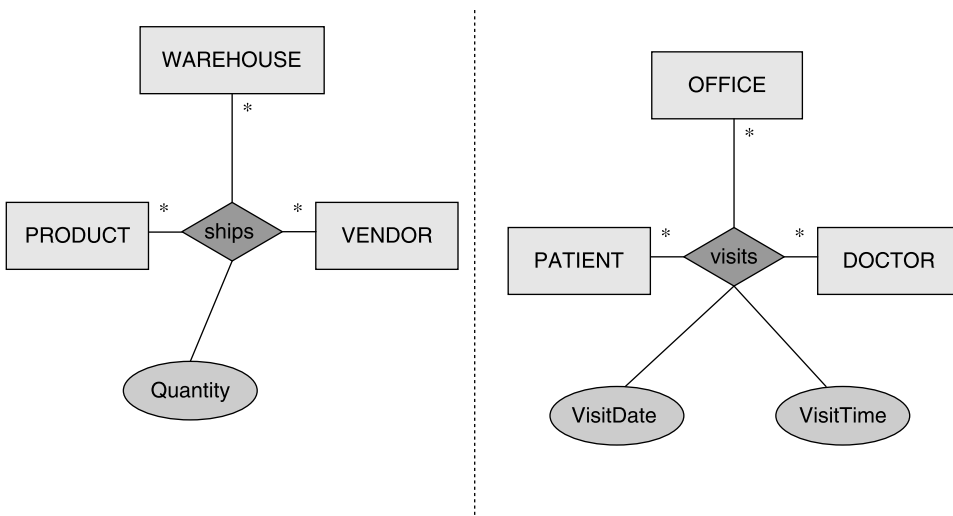 WAREHOUSE
*
PRODUCT
*
ships
*
VENDOR
Quantity
OFFICE
*
PATIENT
*
visits
*
DOCTOR
VisitDate
VisitTime